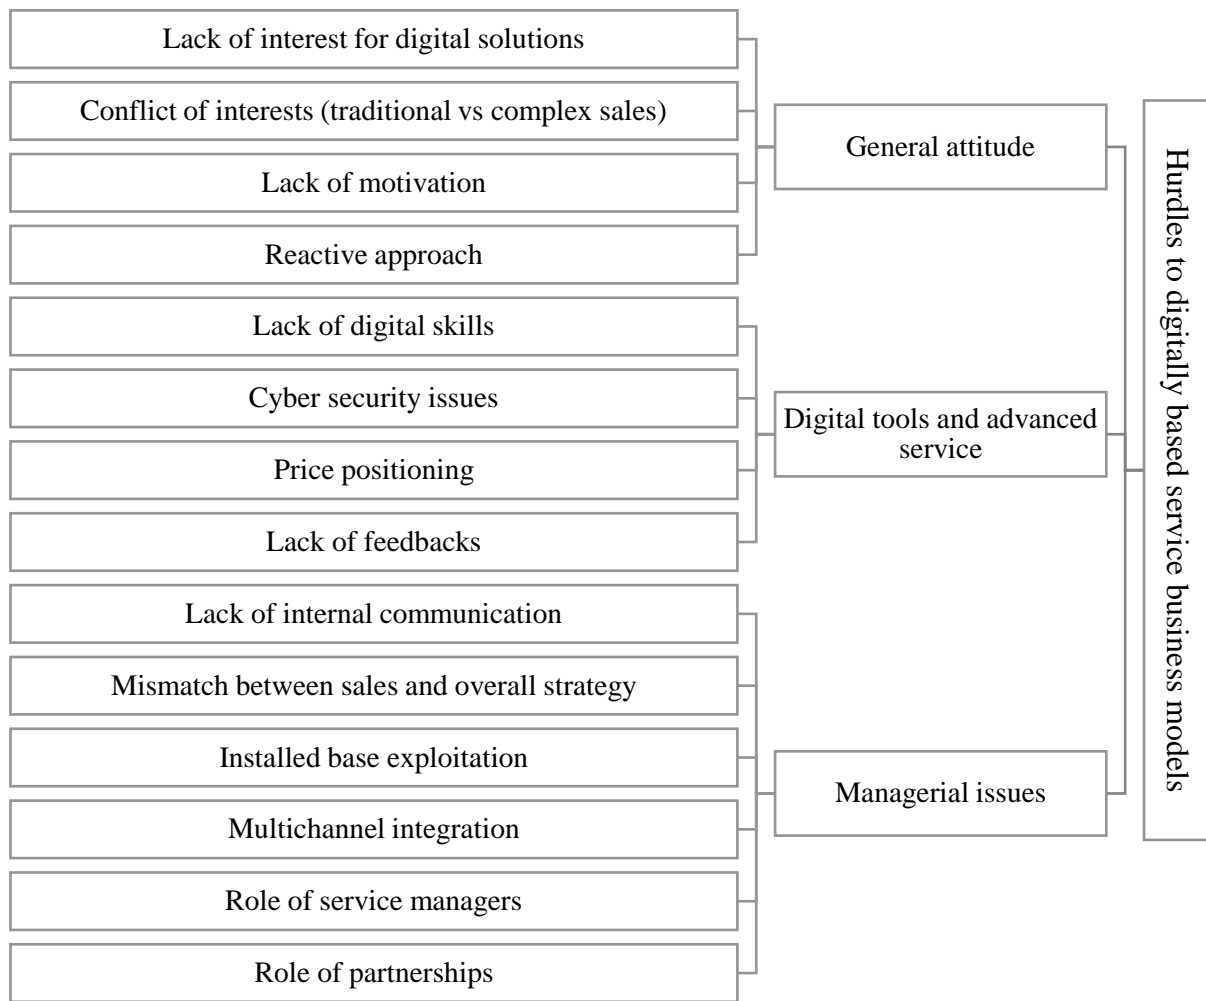 Lack of interest for digital solutions
Conflict of interests (traditional vs complex sales)
Lack of motivation
Reactive approach
General attitude
Lack of digital skills
Cyber security issues
Price positioning
Lack of feedbacks
Digital tools and advanced
service
Lack of internal communication
Mismatch between sales and overall strategy
Installed base exploitation
Multichannel integration
Role of service managers
Role of partnerships
Managerial issues
Hurdles to digitally based service business models